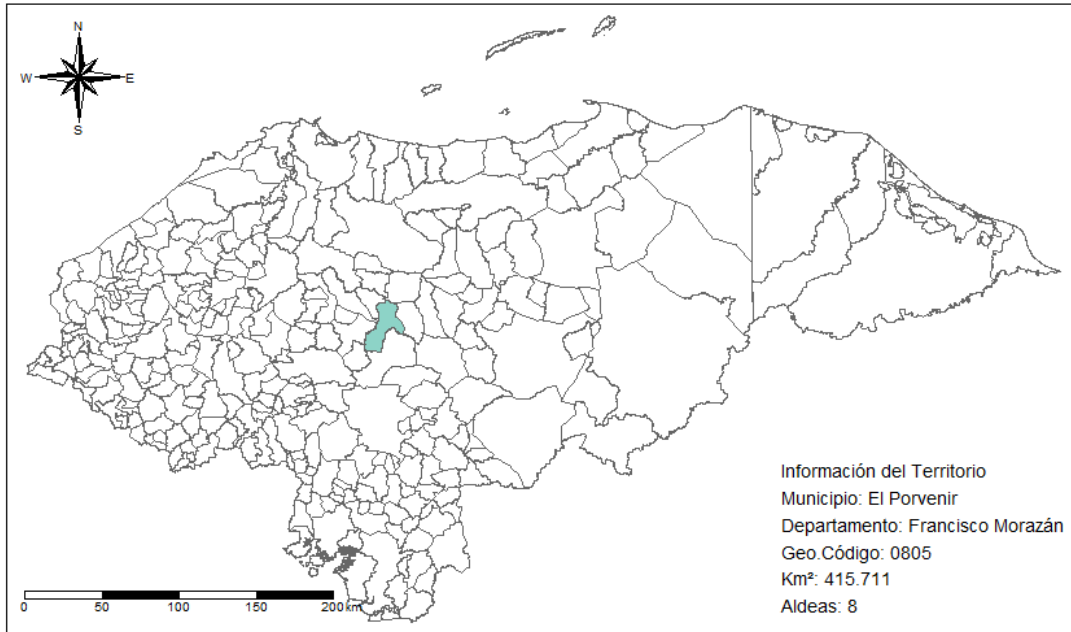 N
W E
S
Información del Territorio
Municipio: El Porvenir
Departamento: Francisco Morazán
Geo.Código: 0805
Km²: 415.711
Aldeas: 8
0 50 100 150 200 km